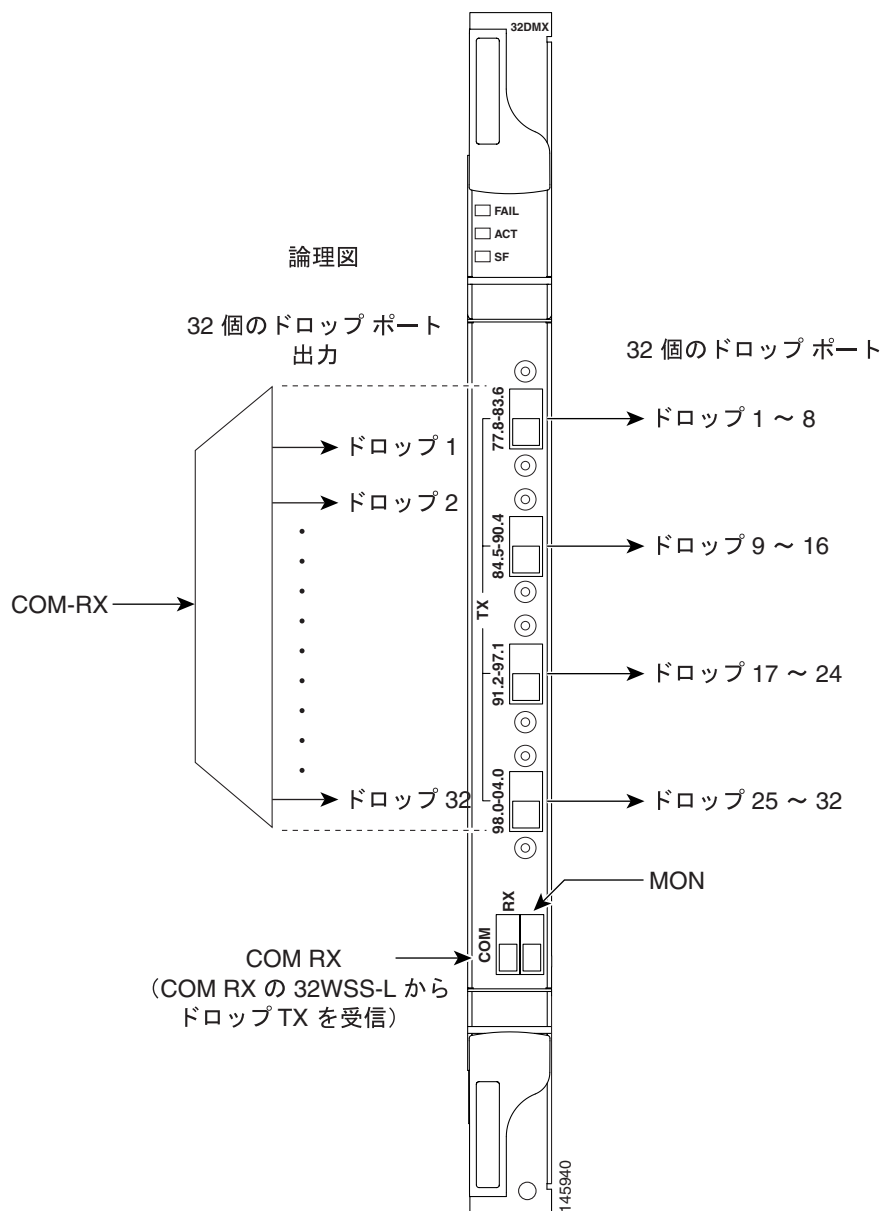 32DMX
FAIL
ACT
SF
論理図
32 個のドロップ ポート
出力
32 個のドロップ ポート
77.8-83.6
ドロップ 1 ～ 8
ドロップ 1
ドロップ 2
84.5-90.4
ドロップ 9 ～ 16
COM-RX
TX
91.2-97.1
ドロップ 17 ～ 24
ドロップ 32
98.0-04.0
ドロップ 25 ～ 32
MON
RX
COM
COM RX
（COM RX の 32WSS-L から
ドロップ TX を受信）
145940